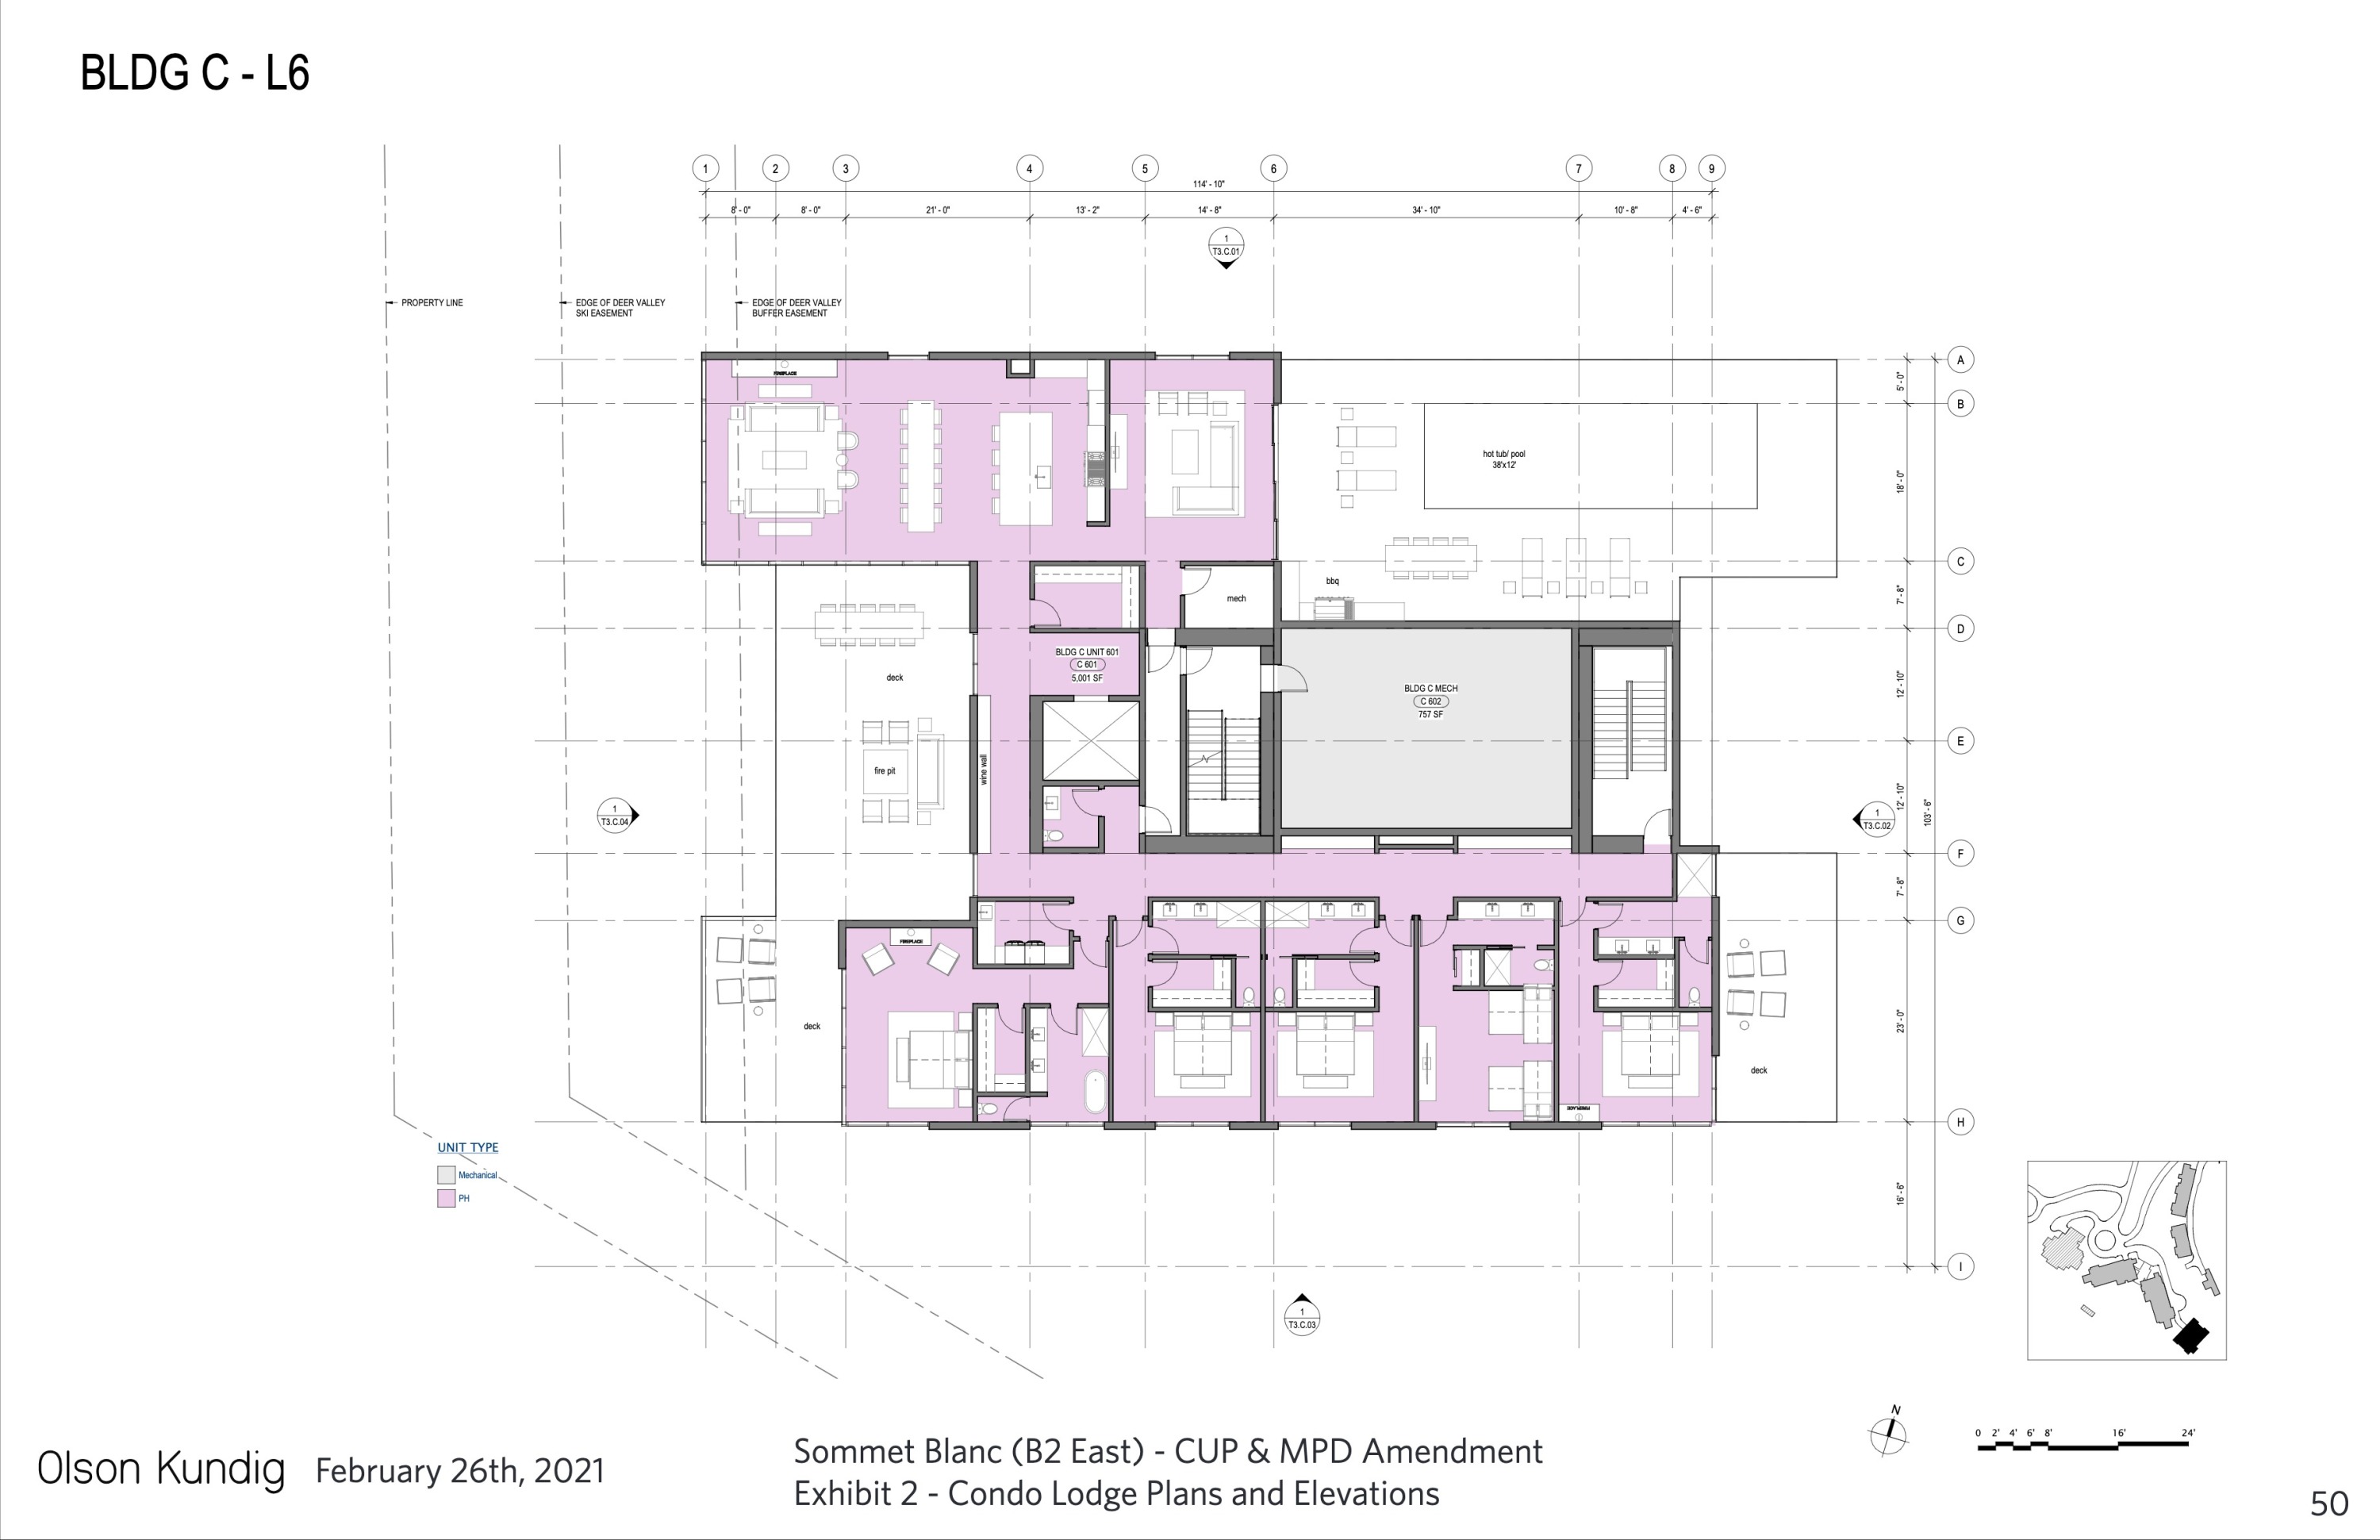 BLDG C - L6
1
2
3
4
5
6
7
8
9
114' - 10"
8' - 0"
8' - 0"
21' - 0"
13' - 2"
14' - 8"
34' - 10"
10' - 8"
4' - 6"
1
T3.C.01
PROPERTY LINE
EDGE OF DEER VALLEY
SKI EASEMENT
EDGE OF DEER VALLEY
BUFFER EASEMENT
A
5' - 0"
B
FIREPLACE
hot tub/ pool
38'x12'
18' - 0"
C
bbq
mech
7' - 8"
D
BLDG C UNIT 601
C 601
5,001 SF
deck
BLDG C MECH
C 602
757 SF
12' - 10"
E
fire pit
wine wall
1
T3.C.04
1
T3.C.02
12' - 10"
103' - 6"
F
7' - 8"
G
FIREPLACE
deck
23' - 0"
deck
FIREPLACE
H
UNIT TYPE
Mechanical
PH
16' - 6"
I
1
T3.C.03
N
0 2' 4' 6' 8' 16' 24'
Olson Kundig February 26th, 2021
Sommet Blanc (B2 East) - CUP & MPD Amendment
Exhibit 2 - Condo Lodge Plans and Elevations
50